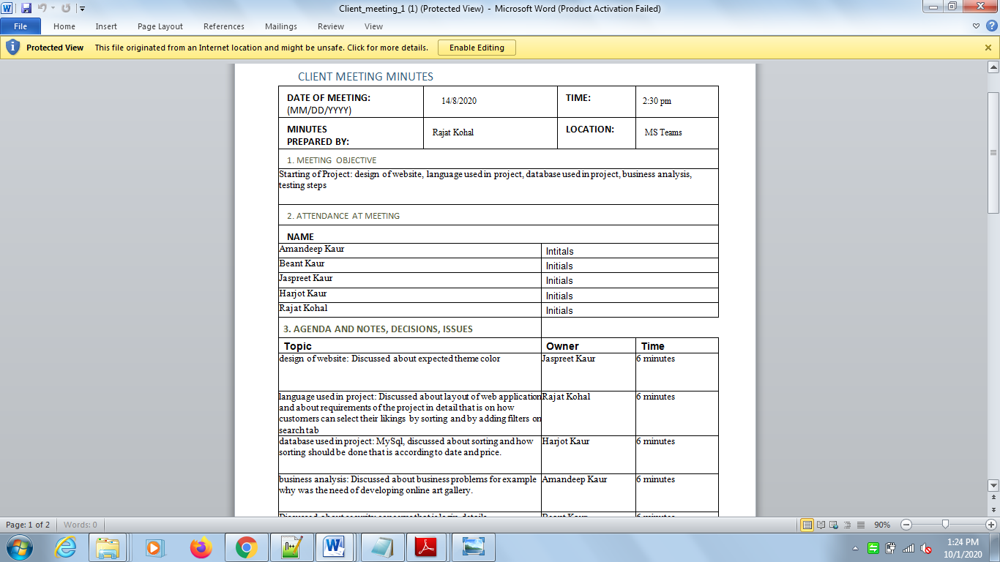 Client_meeting_1 (1) (Protected View) - Microsoft Word (Product Activation Failed)
File Home Insert Page Layout References Mailings Review View
Protected View This file originated from an Internet location and might be unsafe. Click for more details. Enable Editing
CLIENT MEETING MINUTES
DATE OF MEETING: 14/8/2020 TIME: 2:30 pm
(MM/DD/YYYY)
MINUTES Rajat Kohal LOCATION: MS Teams
PREPARED BY:
1. MEETING OBJECTIVE
Starting of Project: design of website, language used in project, database used in project, business analysis,
testing steps
2. ATTENDANCE AT MEETING
NAME
Amandeep Kaur Intitals
Beant Kaur Initials
Jaspreet Kaur Initials
Harjot Kaur Initials
Rajat Kohal Initials
3. AGENDA AND NOTES, DECISIONS, ISSUES
Topic Owner Time
design of website: Discussed about expected theme color Jaspreet Kaur 6 minutes
language used in project: Discussed about layout of web application Rajat Kohal 6 minutes
and about requirements of the project in detail that is on how
customers can select their likings by sorting and by adding filters on
search tab
database used in project: MySql, discussed about sorting and how Harjot Kaur 6 minutes
sorting should be done that is according to date and price.
business analysis: Discussed about business problems for example Amandeep Kaur 6 minutes
why was the need of developing online art gallery.
Page: 1 of 2 Words: 0 90%
1:24 PM
10/1/2020